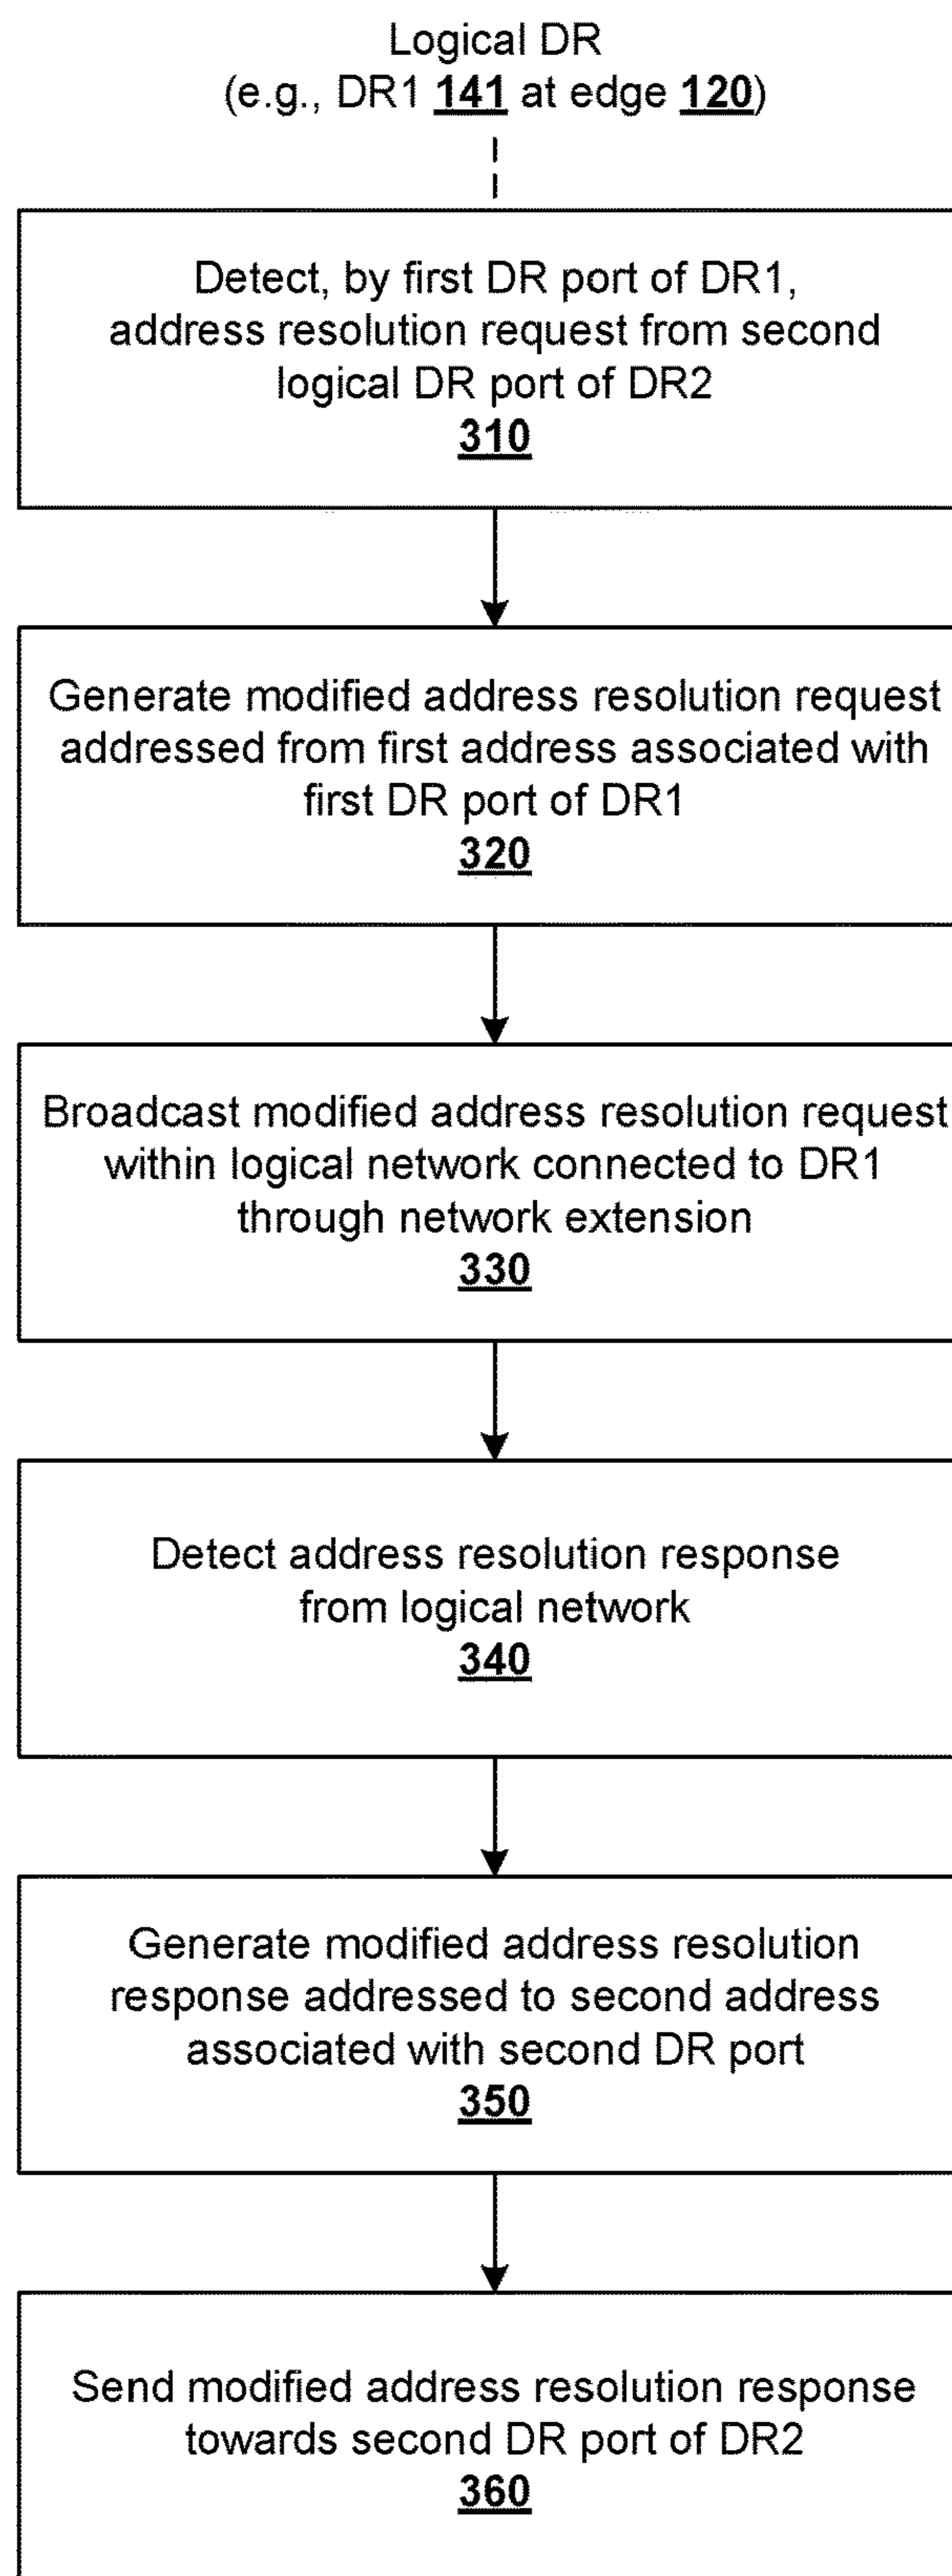 Logical DR
(e.g., DR1 141 at edge 120)
Detect, by first DR port of DR1,
address resolution request from second
logical DR port of DR2
310
Generate modified address resolution request
addressed from first address associated with
first DR port of DR1
320
Broadcast modified address resolution request
within logical network connected to DR1
through network extension
330
Detect address resolution response
from logical network
340
Generate modified address resolution
response addressed to second address
associated with second DR port
350
Send modified address resolution response
towards second DR port of DR2
360